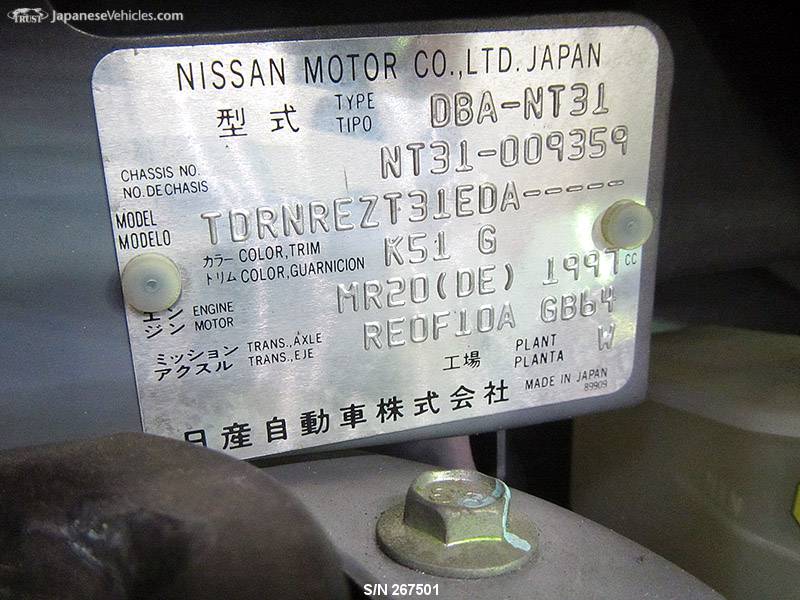 TRUST JapaneseVehicles.com
NISSAN MOTOR CO.,LTD. JAPAN
型式 TYPE TIPO DBA-NT31
CHASSIS NO. NO.DE CHASIS NT31-009359
MODEL MODELO TDRNREZT31EDA-----
カラー COLOR,TRIM トリム COLOR,GUARNICION K51 G
エンジン ENGINE MOTOR MR20(DE) 1997 CC
ミッション アクスル TRANS.,AXLE TRANS.,EJE RE0F10A GB64
工場 PLANT PLANTA W
MADE IN JAPAN
89909
日産自動車株式会社
S/N 267501